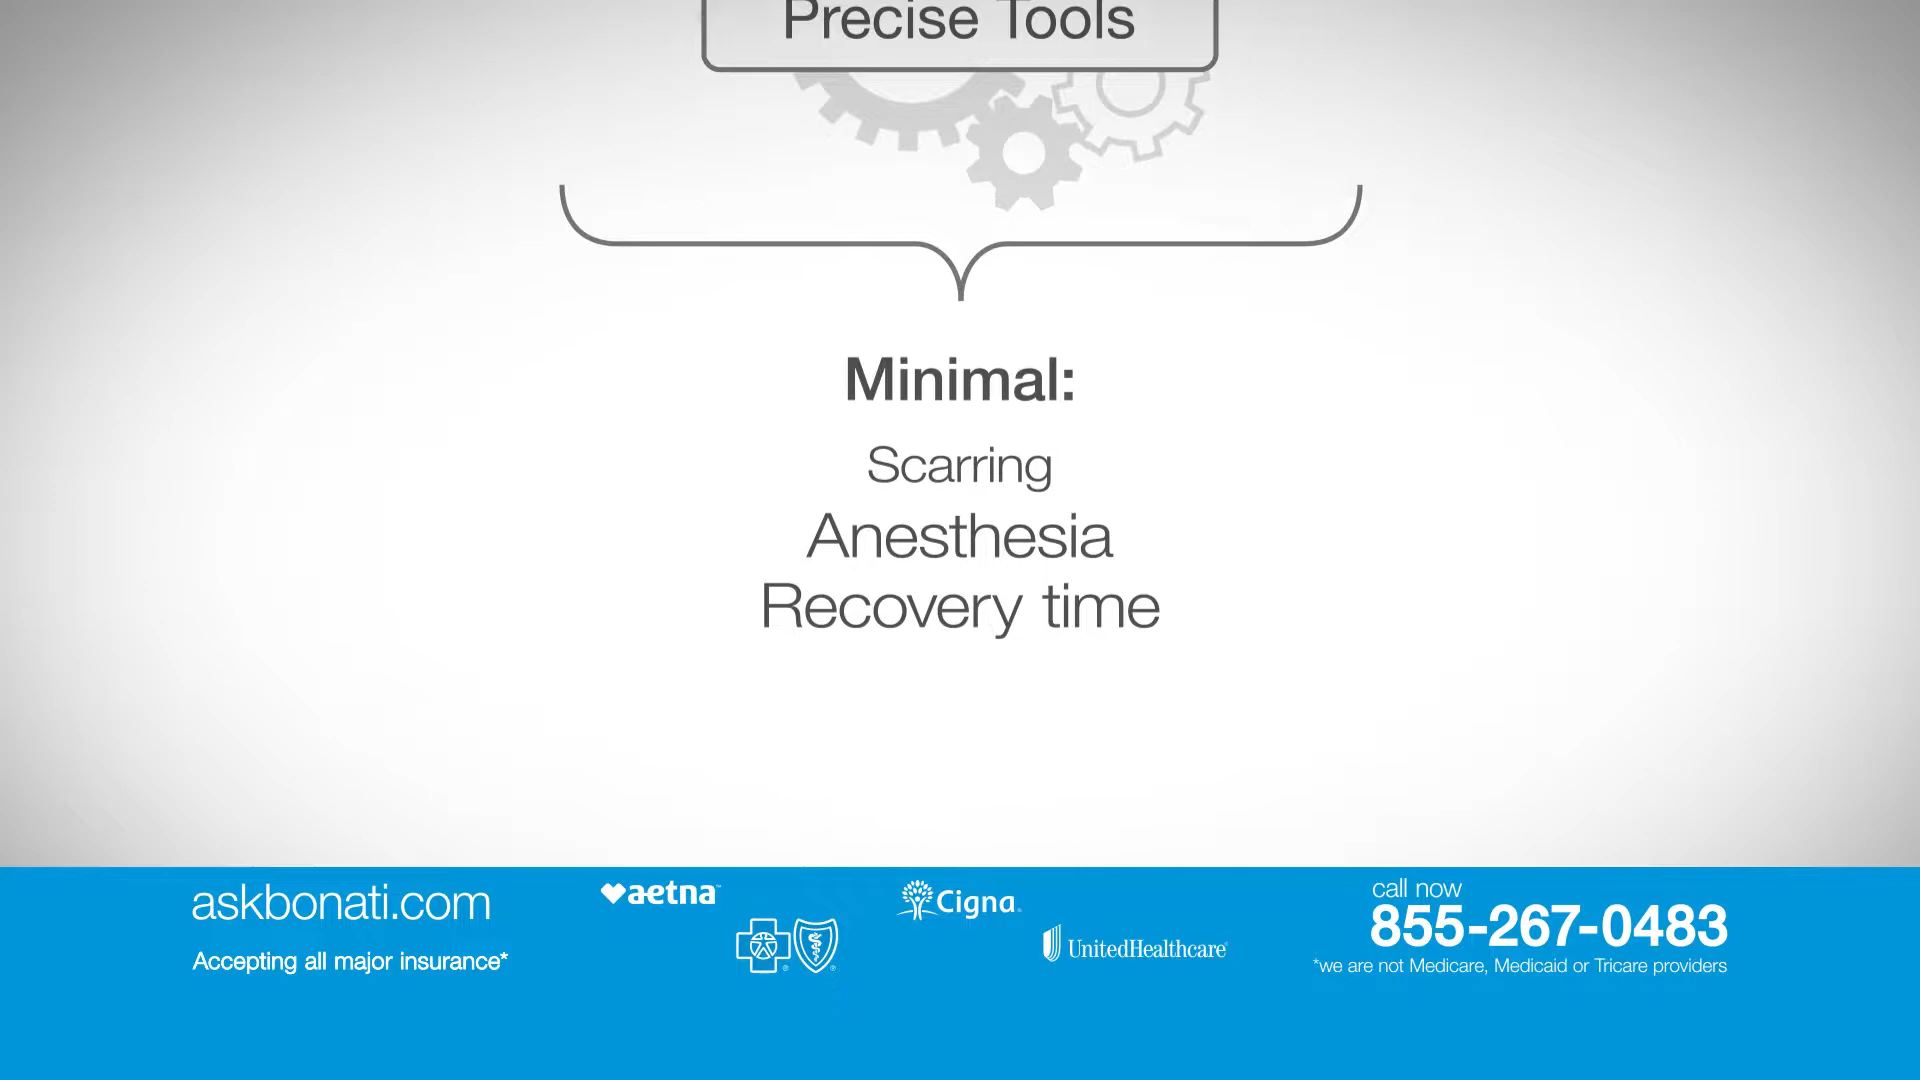 Precise Tools
Minimal:
Scarring
Anesthesia
Recovery time
askbonati.com
Accepting all major insurance*
aetna
Cigna
UnitedHealthcare
call now
855-267-0483
*we are not Medicare, Medicaid or Tricare providers